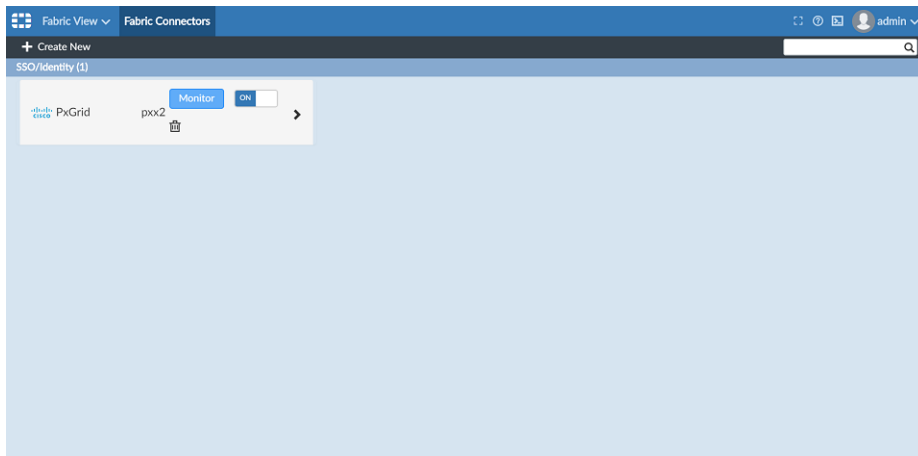 Fabric View Fabric Connectors admin
+ Create New
SSO/Identity (1)
cisco PxGrid pxx2 Monitor ON